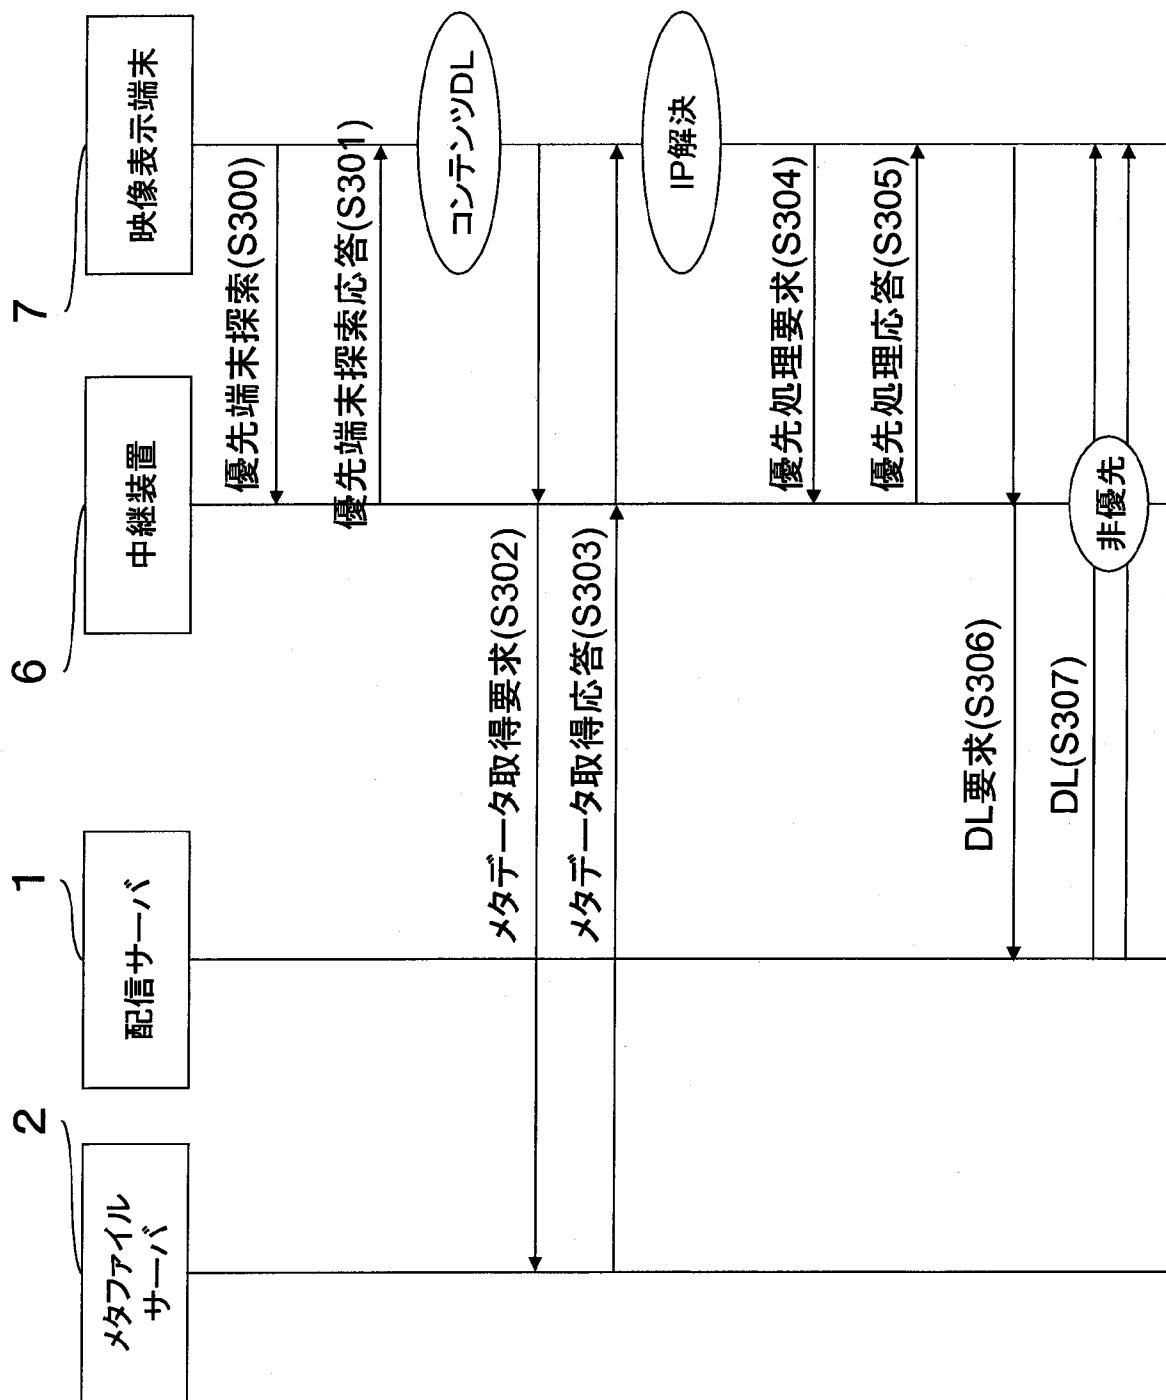 2
1
6
7
メタファイル
サーバ
配信サーバ
中継装置
映像表示端末
優先端末探索(S300)
優先端末探索応答(S301)
コンテンツDL
メタデータ取得要求(S302)
メタデータ取得応答(S303)
IP解決
優先処理要求(S304)
優先処理応答(S305)
DL要求(S306)
DL(S307)
非優先